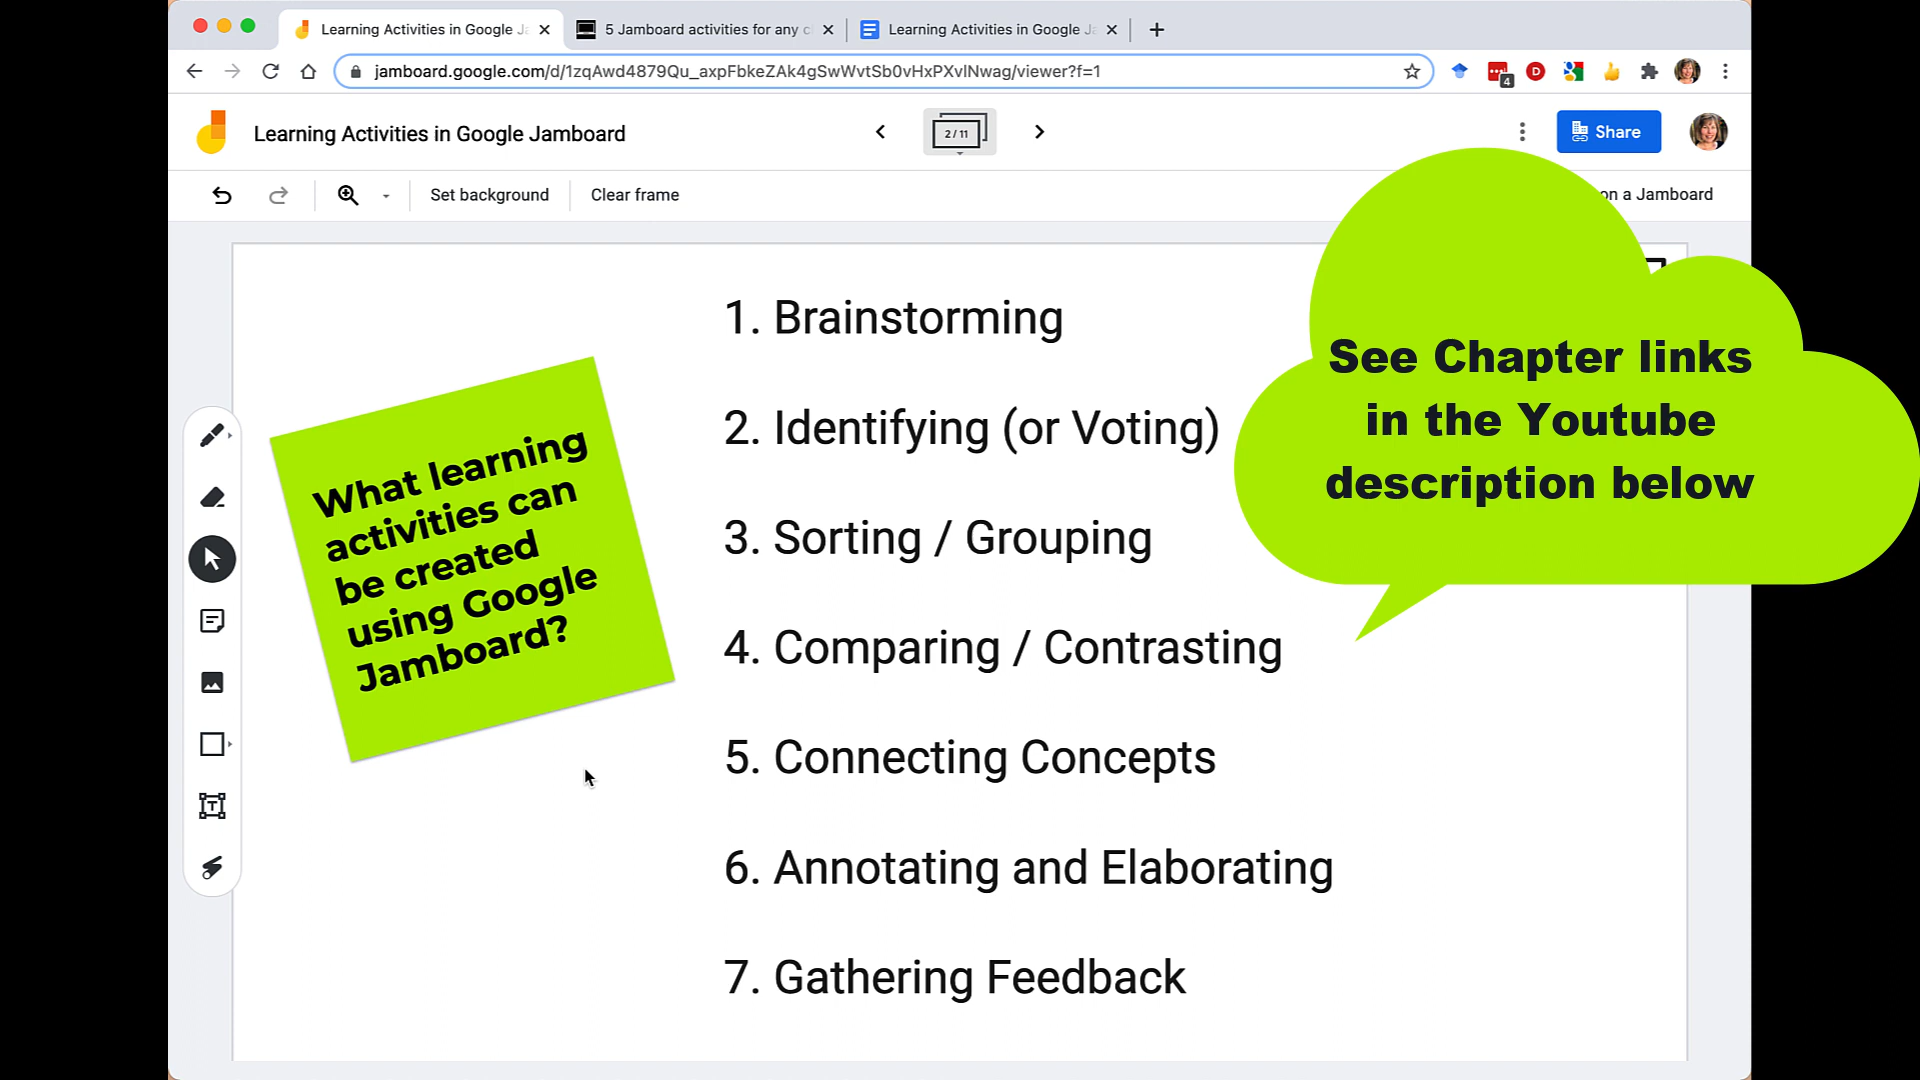 Learning Activities in Google Ja
5 Jamboard activities for any c
Learning Activities in Google J
jamboard.google.com/d/1zqAwd4879Qu_axpFbkeZAk4gSwWvtSb0vHxPXvlNwag/viewer?f=1
4
D
Learning Activities in Google Jamboard
2 / 11
Share
Set background
Clear frame
on a Jamboard
What learning
activities can
be created
using Google
Jamboard?
1. Brainstorming
2. Identifying (or Voting)
3. Sorting / Grouping
4. Comparing / Contrasting
5. Connecting Concepts
6. Annotating and Elaborating
7. Gathering Feedback
See Chapter links
in the Youtube
description below